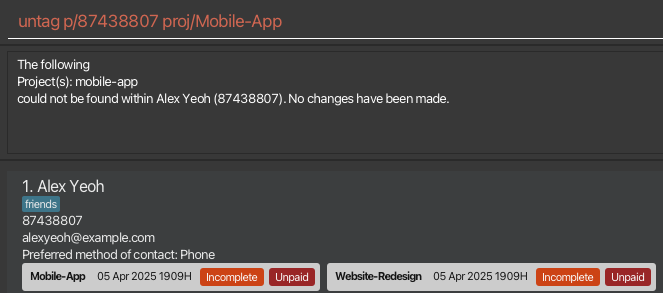 untag p/87438807 proj/Mobile-App
The following
Project(s): mobile-app
could not be found within Alex Yeoh (87438807). No changes have been made.
1. Alex Yeoh
friends
87438807
alexyeoh@example.com
Preferred method of contact: Phone
Mobile-App 05 Apr 2025 1909H Incomplete Unpaid Website-Redesign 05 Apr 2025 1909H Incomplete Unpaid